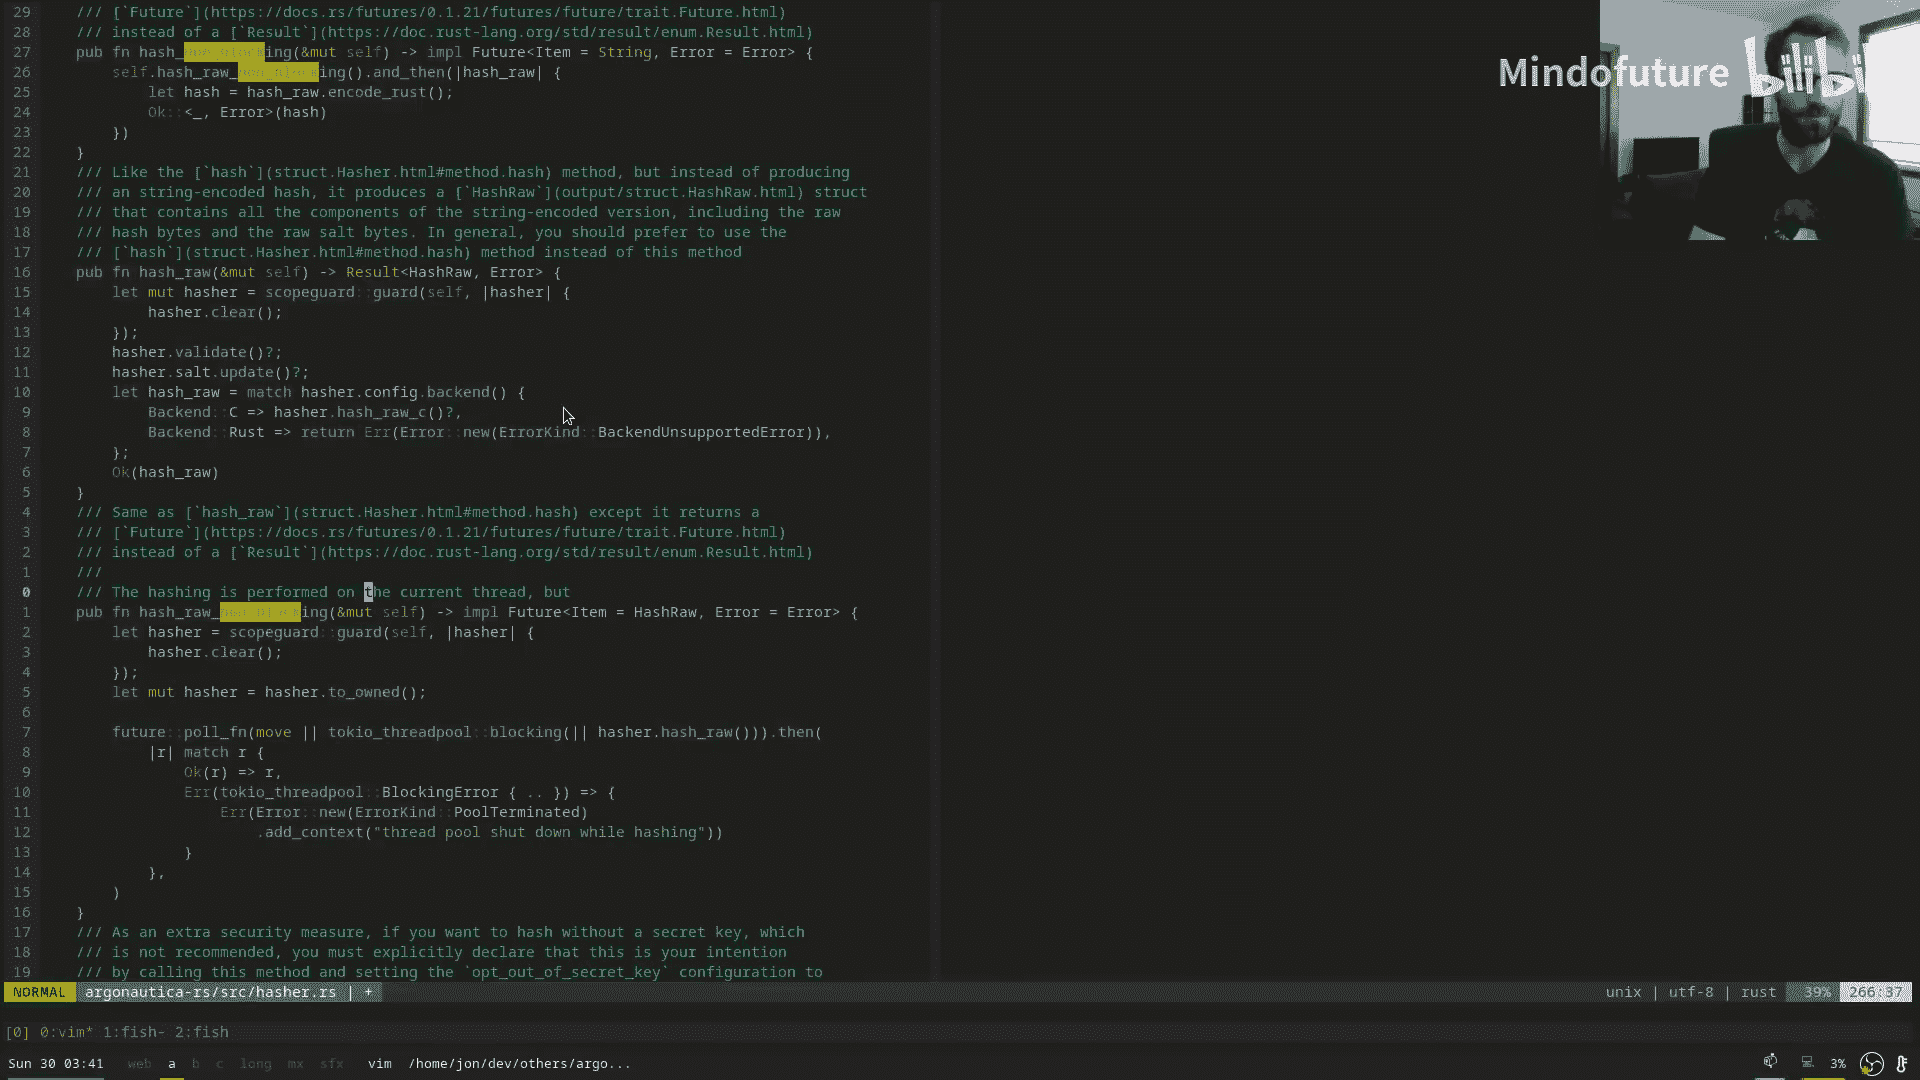 29 /// [`Future`](https://docs.rs/futures/0.1.21/futures/future/trait.Future.html)
28 /// instead of a [`Result`](https://doc.rust-lang.org/std/result/enum.Result.html)
27 pub fn hash_ing(&mut self) -> impl Future<Item = String, Error = Error> {
26 self.hash_raw_ing().and_then(|hash_raw| {
25 let hash = hash_raw.encode_rust();
24 Ok::<_, Error>(hash)
23 })
22 }
21 /// Like the [`hash`](struct.Hasher.html#method.hash) method, but instead of producing
20 /// an string-encoded hash, it produces a [`HashRaw`](output/struct.HashRaw.html) struct
19 /// that contains all the components of the string-encoded version, including the raw
18 /// hash bytes and the raw salt bytes. In general, you should prefer to use the
17 /// [`hash`](struct.Hasher.html#method.hash) method instead of this method
16 pub fn hash_raw(&mut self) -> Result<HashRaw, Error> {
15 let mut hasher = scopeguard::guard(self, |hasher| {
14 hasher.clear();
13 });
12 hasher.validate()?;
11 hasher.salt.update()?;
10 let hash_raw = match hasher.config.backend() {
9 Backend::C => hasher.hash_raw_c()?,
8 Backend::Rust => return Err(Error::new(ErrorKind::BackendUnsupportedError)),
7 };
6 Ok(hash_raw)
5 }
4 /// Same as [`hash_raw`](struct.Hasher.html#method.hash) except it returns a
3 /// [`Future`](https://docs.rs/futures/0.1.21/futures/future/trait.Future.html)
2 /// instead of a [`Result`](https://doc.rust-lang.org/std/result/enum.Result.html)
1 ///
0 /// The hashing is performed on the current thread, but
1 pub fn hash_raw_ing(&mut self) -> impl Future<Item = HashRaw, Error = Error> {
2 let hasher = scopeguard::guard(self, |hasher| {
3 hasher.clear();
4 });
5 let mut hasher = hasher.to_owned();
6
7 future::poll_fn(move || tokio_threadpool::blocking(|| hasher.hash_raw())).then(
8 |r| match r {
9 Ok(r) => r,
10 Err(tokio_threadpool::BlockingError { .. }) => {
11 Err(Error::new(ErrorKind::PoolTerminated)
12 .add_context("thread pool shut down while hashing"))
13 }
14 },
15 )
16 }
17 /// As an extra security measure, if you want to hash without a secret key, which
18 /// is not recommended, you must explicitly declare that this is your intention
19 /// by calling this method and setting the `opt_out_of_secret_key` configuration to
Mindofuture bilibi
NORMAL argonautica-rs/src/hasher.rs | + unix | utf-8 | rust 39% 266:37
[0] 0:vim* 1:fish- 2:fish
Sun 30 03:41 web a b c long mx sfx vim /home/jon/dev/others/argo... 3%